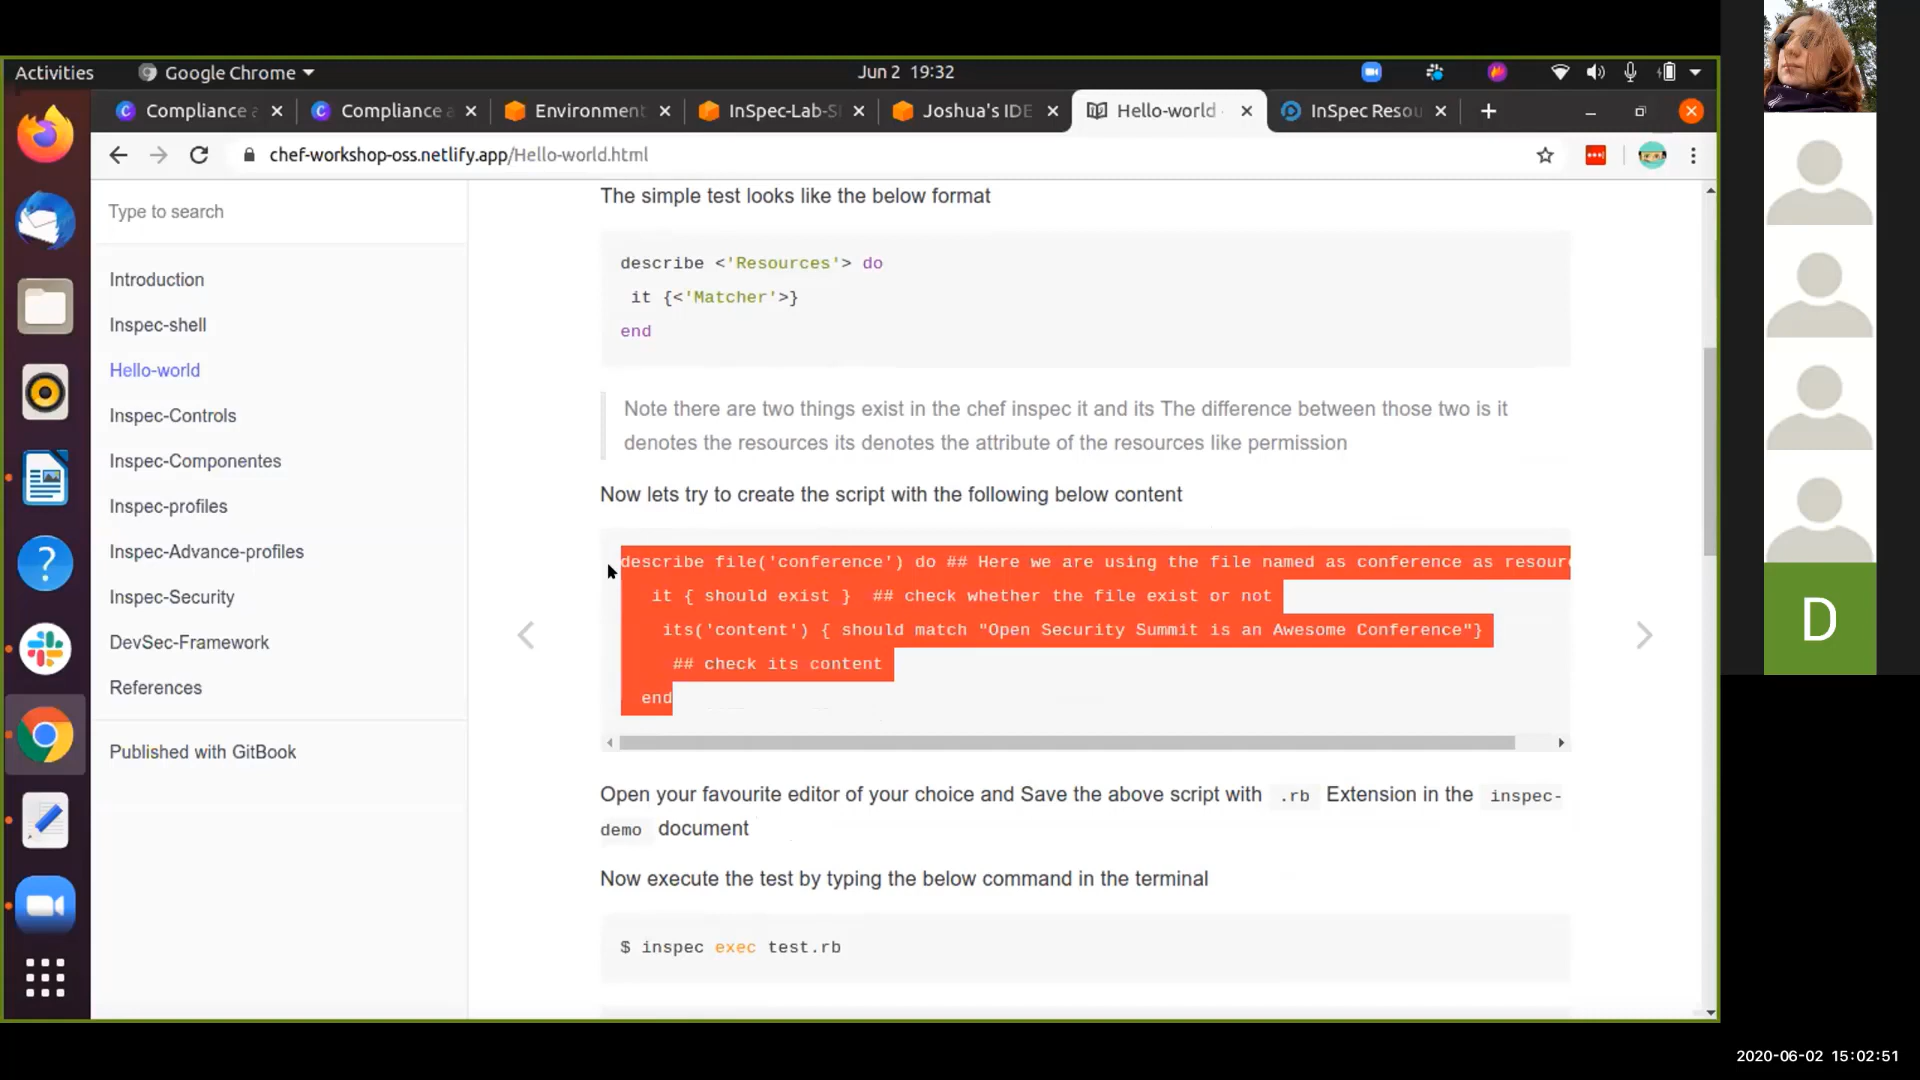 Activities
Google Chrome
Jun 2 19:32
Compliance a
Compliance a
Environment
InSpec-Lab-S
Joshua's IDE
Hello-world
InSpec Resou
chef-workshop-oss.netlify.app/Hello-world.html
Type to search
Introduction
Inspec-shell
Hello-world
Inspec-Controls
Inspec-Componentes
Inspec-profiles
Inspec-Advance-profiles
Inspec-Security
DevSec-Framework
References
Published with GitBook
The simple test looks like the below format
describe <'Resources'> do
it {<'Matcher'>}
end
Note there are two things exist in the chef inspec it and its The difference between those two is it
denotes the resources its denotes the attribute of the resources like permission
Now lets try to create the script with the following below content
describe file('conference') do ## Here we are using the file named as conference as resour
it { should exist }  ## check whether the file exist or not
its('content') { should match "Open Security Summit is an Awesome Conference"}
## check its content
end
Open your favourite editor of your choice and Save the above script with .rb Extension in the inspec-
demo document
Now execute the test by typing the below command in the terminal
$ inspec exec test.rb
D
2020-06-02 15:02:51